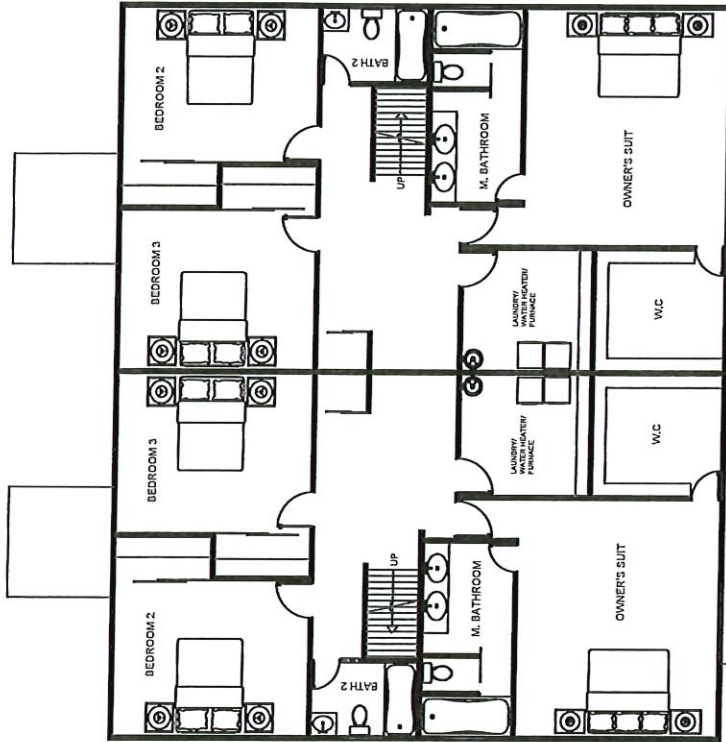 BEDROOM 2
BEDROOM 3
BEDROOM 3
BEDROOM 2
BATH 2
UP
M. BATHROOM
OWNER'S SUIT
LAUNDRY/
WATER HEATER/
FURNACE
W.C
LAUNDRY/
WATER HEATER/
FURNACE
W.C
UP
BATH 2
M. BATHROOM
OWNER'S SUIT